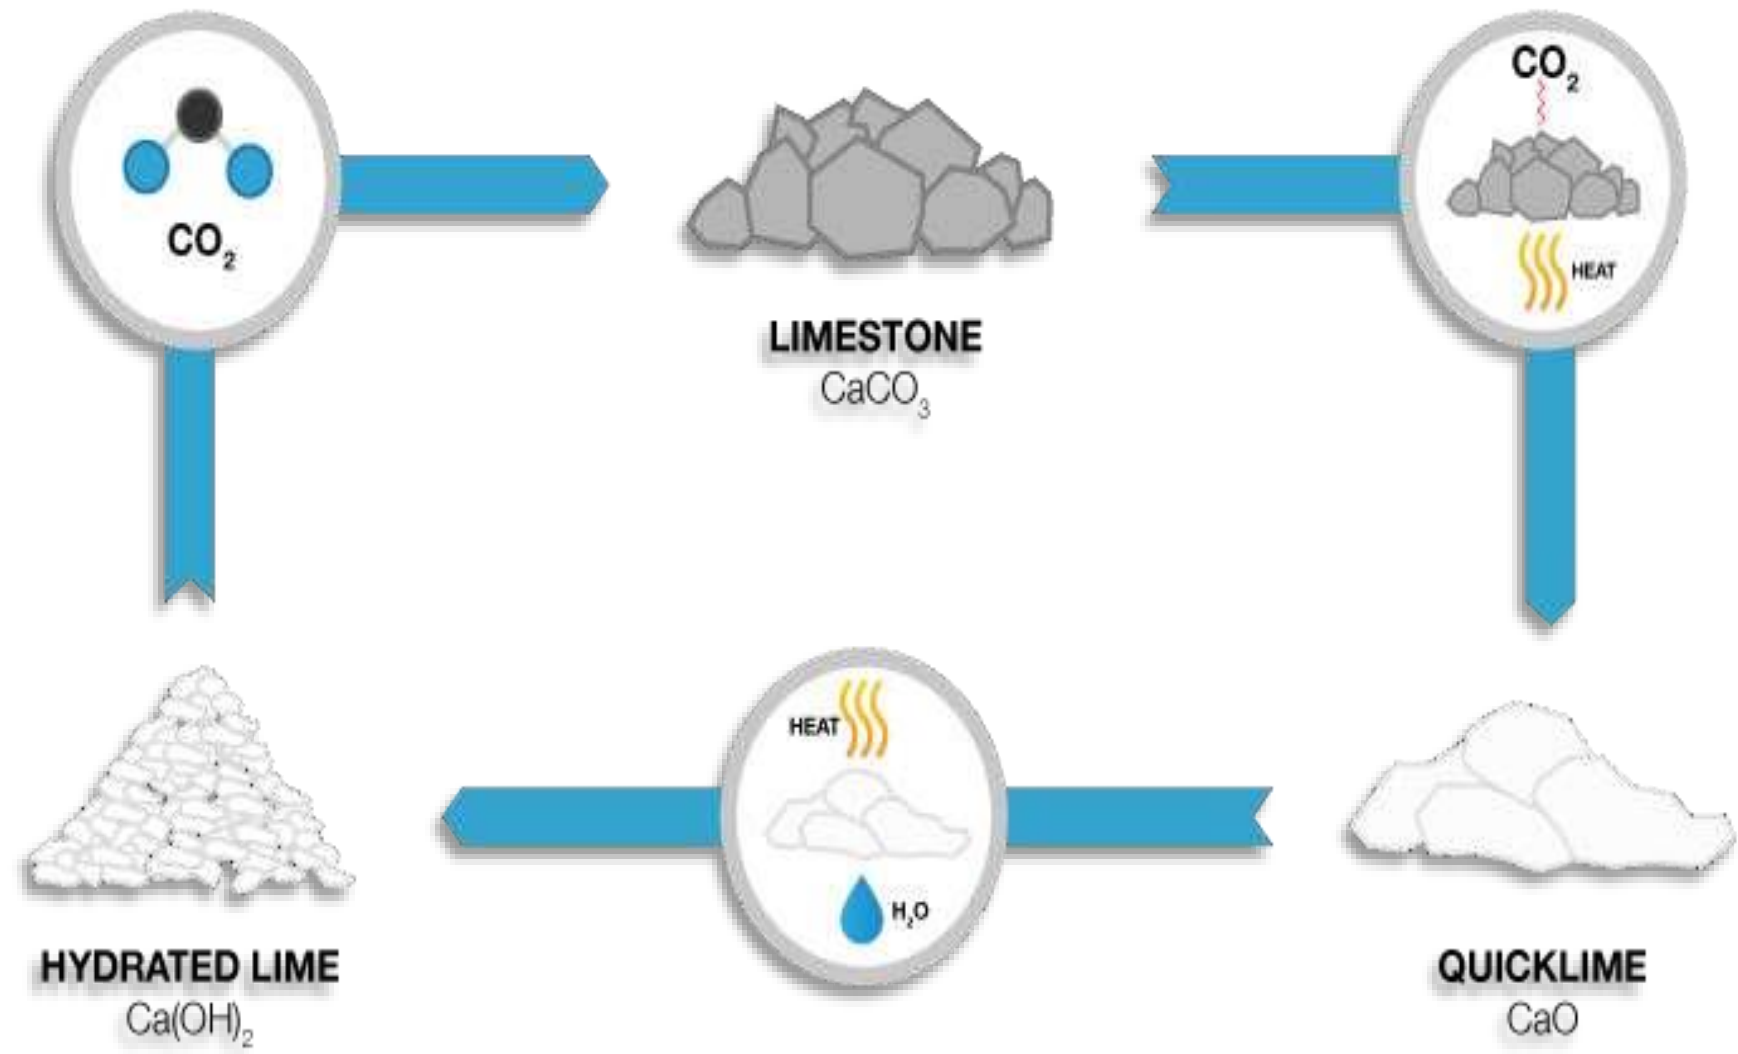 CO₂
LIMESTONE
CaCO₃
CO₂
HEAT
HEAT
H₂O
HYDRATED LIME
Ca(OH)₂
QUICKLIME
CaO